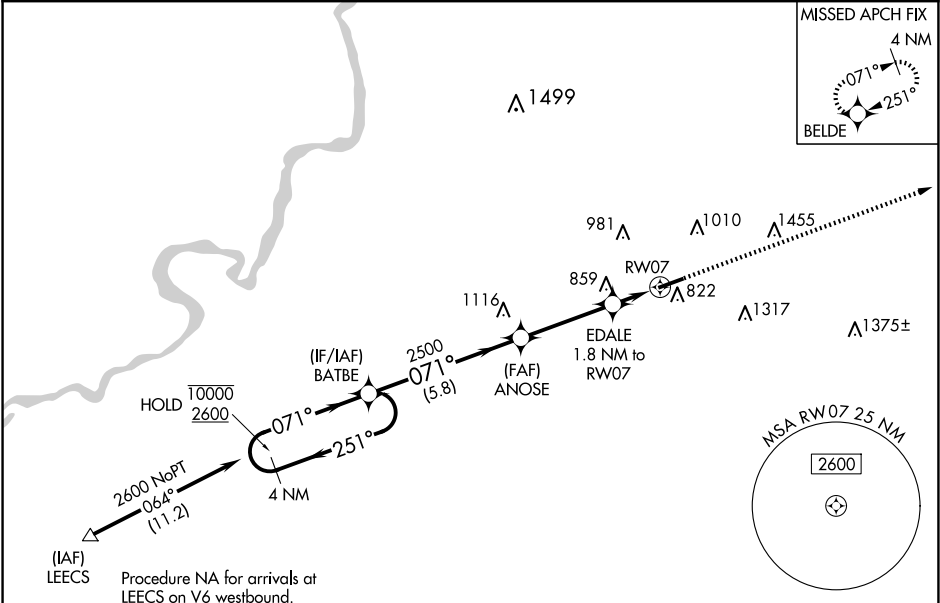 MISSED APCH FIX
4 NM
071°
251°
BELDE
1499
981
1010
1455
RW07
859
822
1116
1317
1375±
EDALE
1.8 NM to
RW07
(IF/IAF)
BATBE
2500
071°
(5.8)
(FAF)
ANOSE
HOLD
10000
2600
071°
251°
4 NM
2600 NoPT
064°
(11.2)
(IAF)
LEECS
Procedure NA for arrivals at
LEECS on V6 westbound.
MSA RW07 25 NM
2600